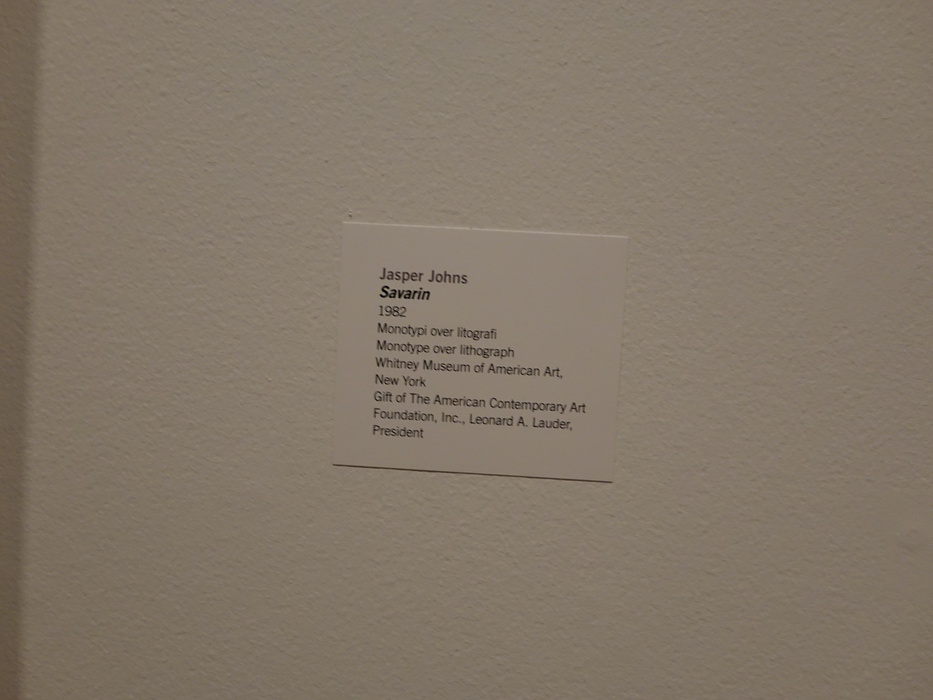 Jasper Johns
Savarin
1982
Monotypi over litografi
Monotype over lithograph
Whitney Museum of American Art,
New York
Gift of The American Contemporary Art
Foundation, Inc., Leonard A. Lauder,
President